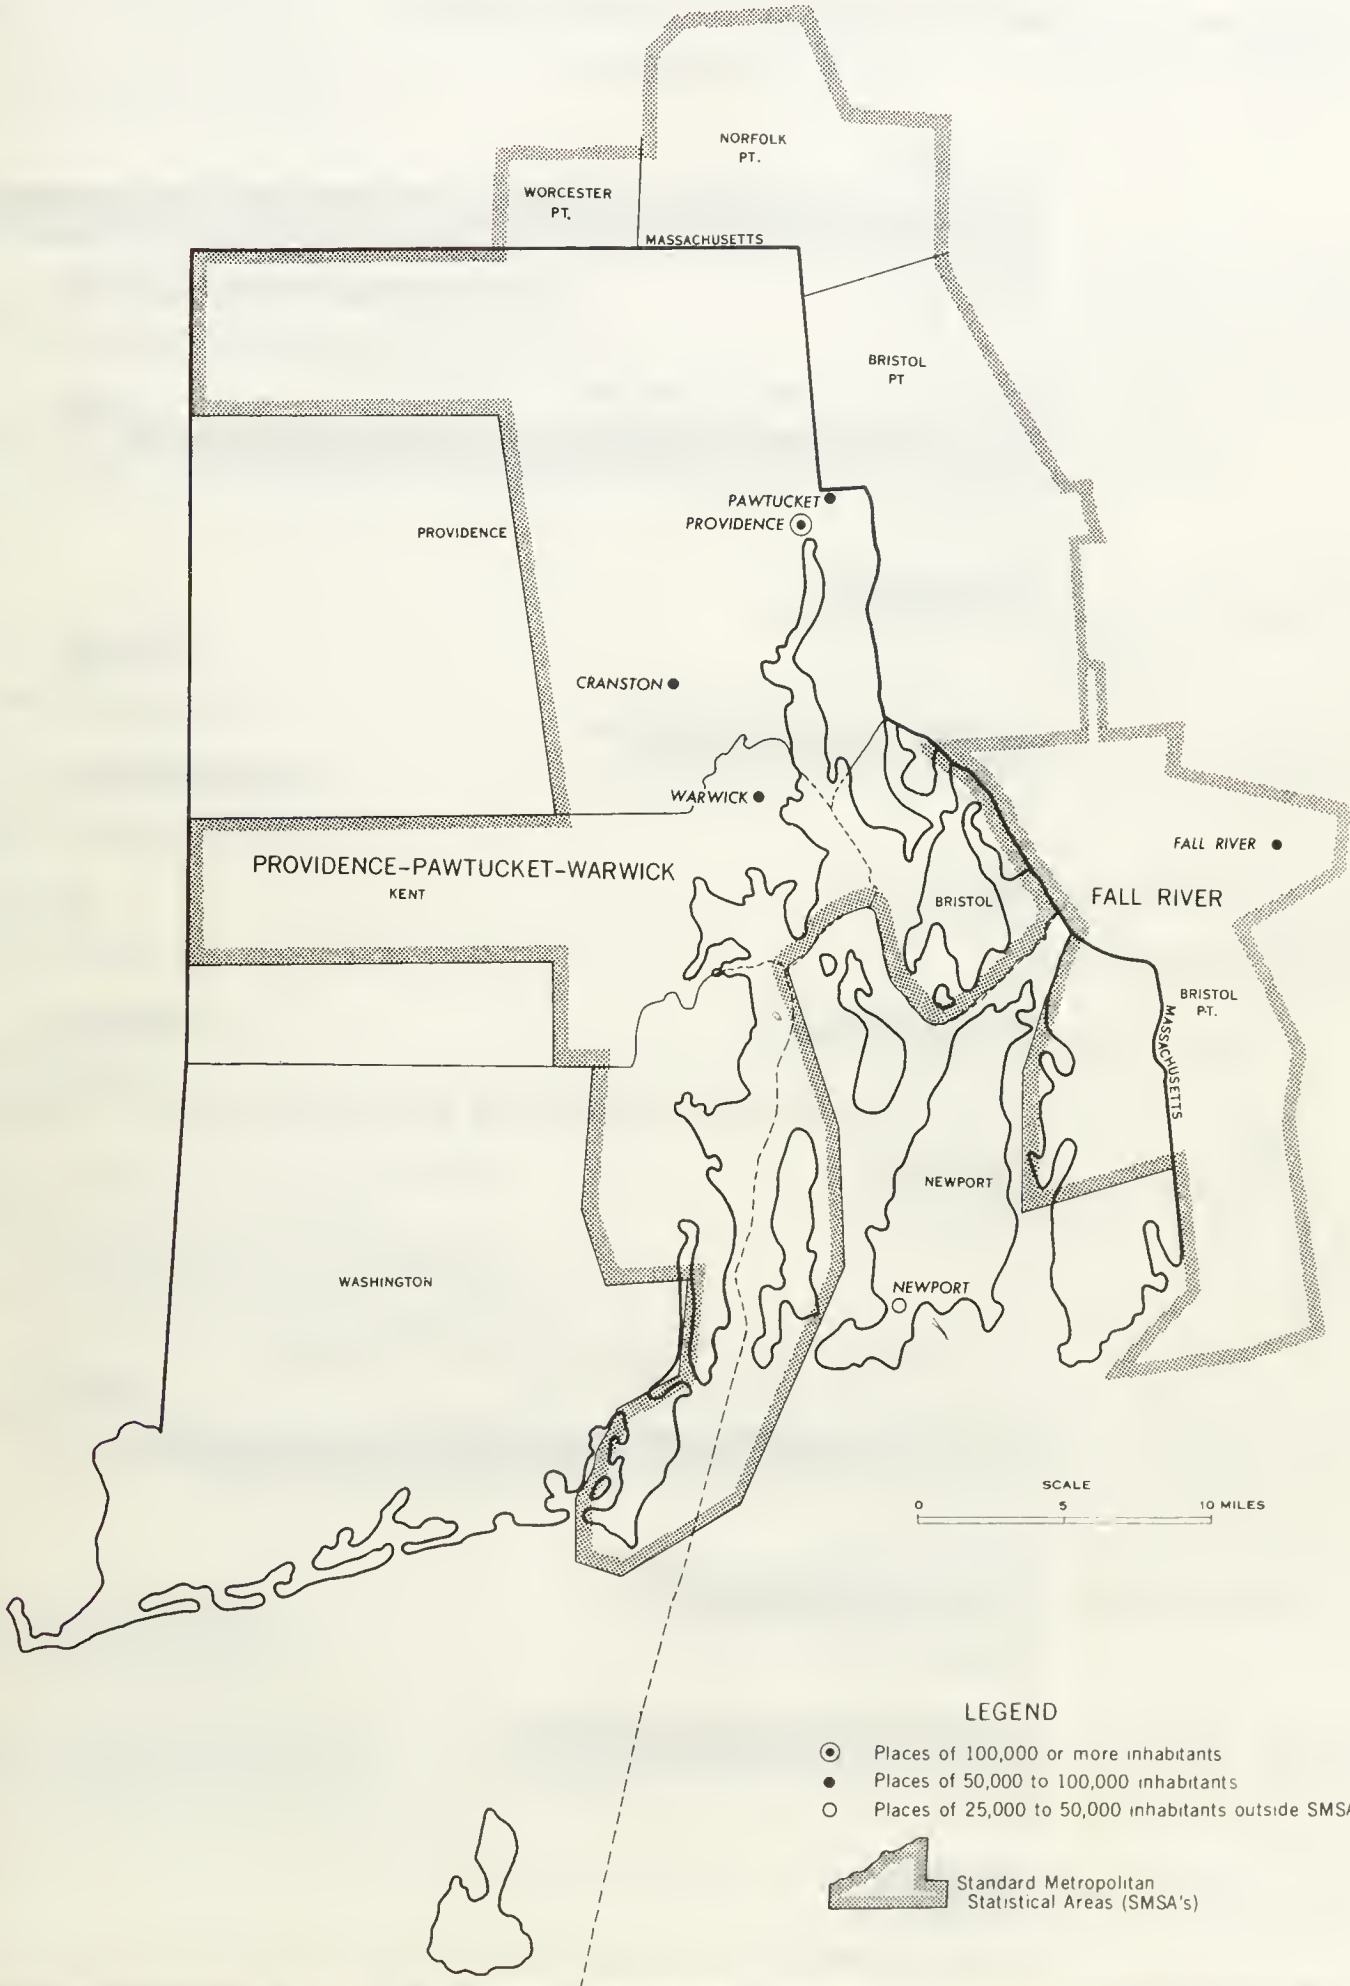 NORFOLK
PT.
WORCESTER
PT.
MASSACHUSETTS
BRISTOL
PT
PAWTUCKET
PROVIDENCE
PROVIDENCE
CRANSTON
WARWICK
FALL RIVER
PROVIDENCE-PAWTUCKET-WARWICK
KENT
BRISTOL
FALL RIVER
BRISTOL
PT.
MASSACHUSETTS
NEWPORT
WASHINGTON
NEWPORT
SCALE
0 5 10 MILES
LEGEND
Places of 100,000 or more inhabitants
Places of 50,000 to 100,000 inhabitants
Places of 25,000 to 50,000 inhabitants outside
Standard Metropolitan
Statistical Areas (SMSA's)